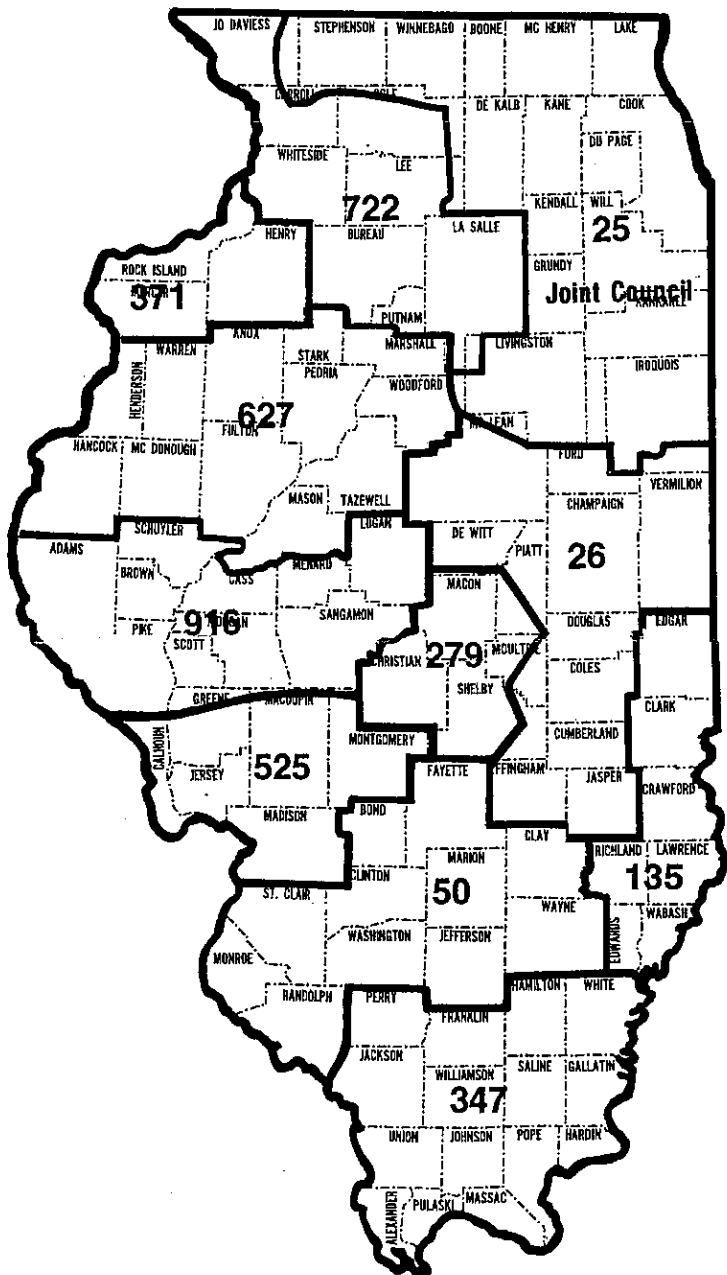 JO DAVIESS STEPHENSON WINNEBAGO BOONE MC HENRY LAKE
CARROLL OGLE DE KALB KANE COOK
DU PAGE
WHITESIDE LEE
KENDALL WILL
722
25
HENRY BUREAU LA SALLE
ROCK ISLAND GRUNDY
371
Joint Council
KANKAKEE
PUTNAM
WARREN KNOX MARSHALL LIVINGSTON
STARK
PEORIA IROQUOIS
HENDERSON WOODFORD
627
FULTON MC LEAN
HANCOCK MC DONOUGH FORD
VERMILION
MASON TAZEWELL CHAMPAIGN
ADAMS SCHUYLER LOGAN DE WITT PIATT
26
BROWN CASS MENARD MACON
PIKE 916 MORGAN SANGAMON DOUGLAS EDGAR
SCOTT CHRISTIAN 279 MOULTRIE COLES
SHELBY
GREENE MACOUPIN CLARK
CALHOUN MONTGOMERY CUMBERLAND
JERSEY 525 FAYETTE EFFINGHAM JASPER CRAWFORD
MADISON BOND CLAY
MARION RICHLAND LAWRENCE
CLINTON 135
ST. CLAIR 50 WAYNE WABASH
WASHINGTON JEFFERSON EDWARDS
MONROE
RANDOLPH PERRY HAMILTON WHITE
FRANKLIN
JACKSON WILLIAMSON SALINE GALLATIN
347
UNION JOHNSON POPE HARDIN
ALEXANDER PULASKI MASSAC